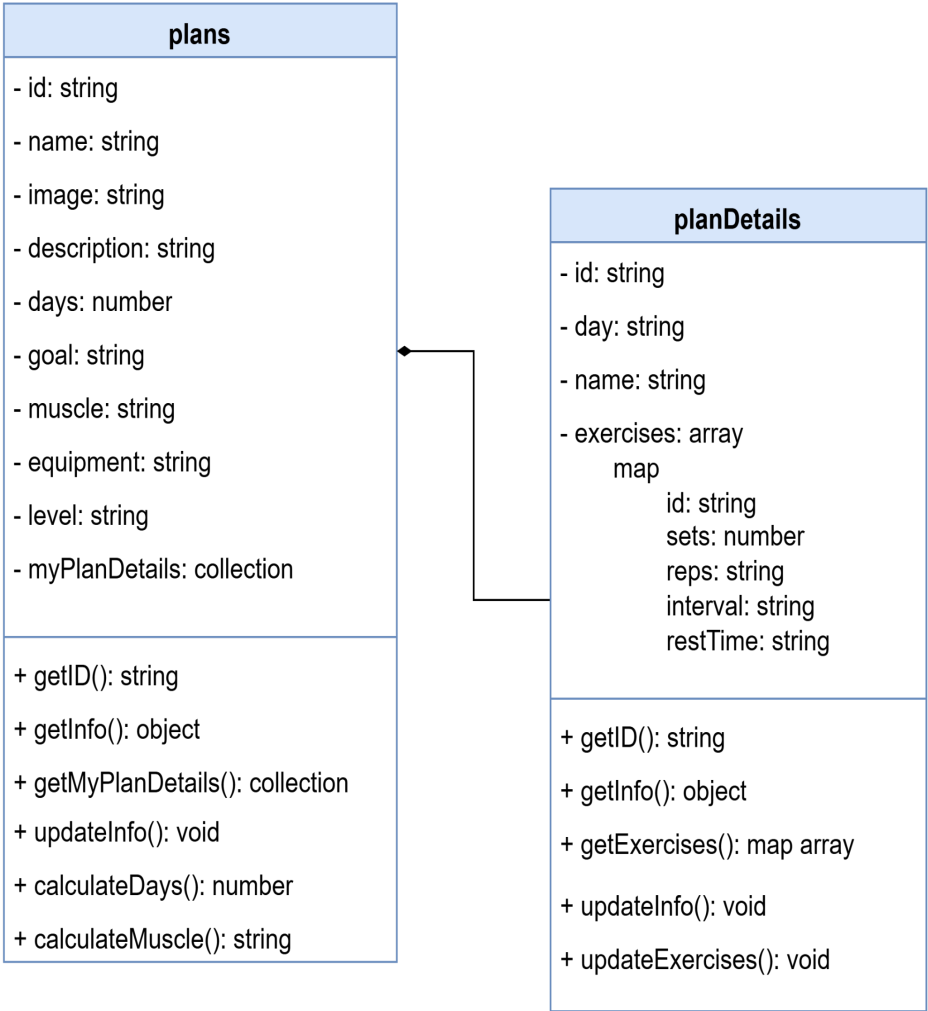 plans
- id: string
- name: string
- image: string
- description: string
- days: number
- goal: string
- muscle: string
- equipment: string
- level: string
- myPlanDetails: collection
+ getID(): string
+ getInfo(): object
+ getMyPlanDetails(): collection
+ updateInfo(): void
+ calculateDays(): number
+ calculateMuscle(): string
planDetails
- id: string
- day: string
- name: string
- exercises: array
map
id: string
sets: number
reps: string
interval: string
restTime: string
+ getID(): string
+ getInfo(): object
+ getExercises(): map array
+ updateInfo(): void
+ updateExercises(): void